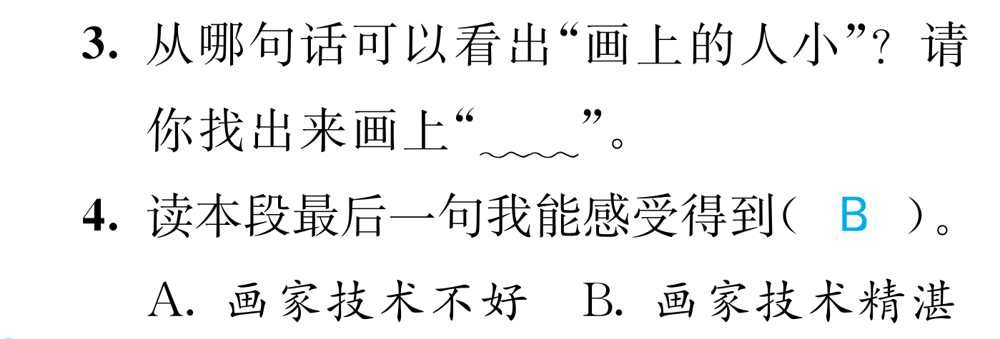 3. 从哪句话可以看出“画上的人小”？请
你找出来画上“﹏﹏”。
4. 读本段最后一句我能感受得到( B )。
A. 画家技术不好 B. 画家技术精湛